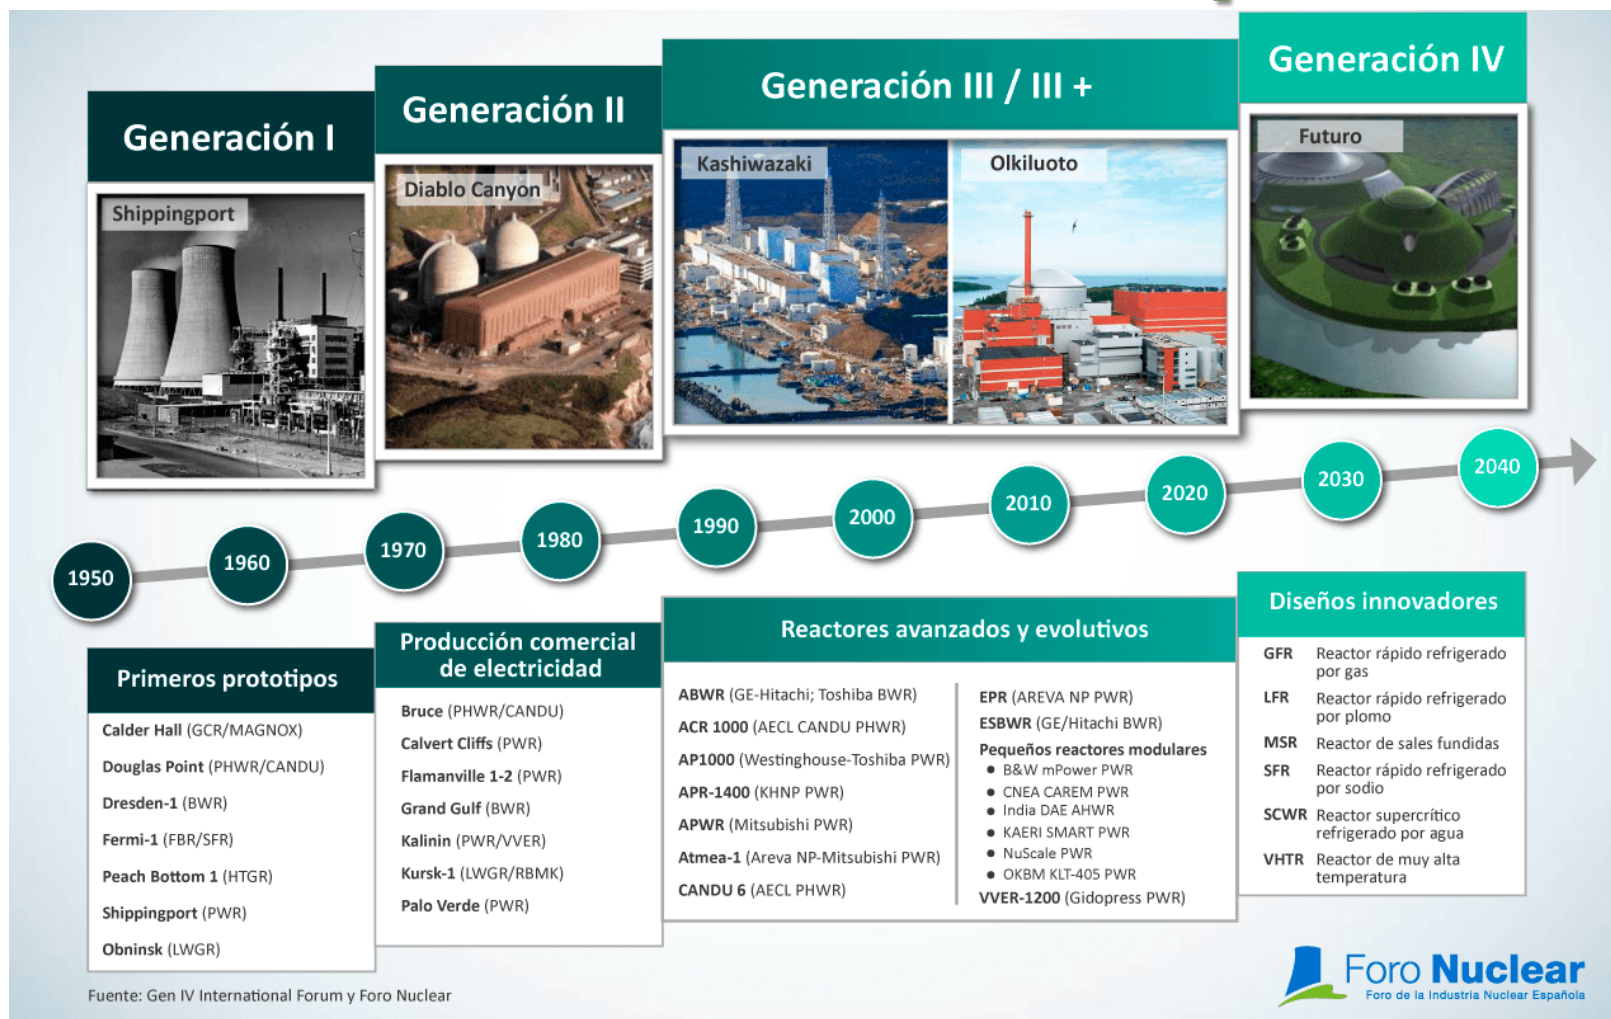 Generación I
Generación II
Generación III / III +
Generación IV
Shippingport
Diablo Canyon
Kashiwazaki
Olkiluoto
Futuro
1950
1960
1970
1980
1990
2000
2010
2020
2030
2040
Primeros prototipos
Calder Hall (GCR/MAGNOX)
Douglas Point (PHWR/CANDU)
Dresden-1 (BWR)
Fermi-1 (FBR/SFR)
Peach Bottom 1 (HTGR)
Shippingport (PWR)
Obninsk (LWGR)
Producción comercial
de electricidad
Bruce (PHWR/CANDU)
Calvert Cliffs (PWR)
Flamanville 1-2 (PWR)
Grand Gulf (BWR)
Kalinin (PWR/VVER)
Kursk-1 (LWGR/RBMK)
Palo Verde (PWR)
Reactores avanzados y evolutivos
ABWR (GE-Hitachi; Toshiba BWR)
ACR 1000 (AECL CANDU PHWR)
AP1000 (Westinghouse-Toshiba PWR)
APR-1400 (KHNP PWR)
APWR (Mitsubishi PWR)
Atmea-1 (Areva NP-Mitsubishi PWR)
CANDU 6 (AECL PHWR)
EPR (AREVA NP PWR)
ESBWR (GE/Hitachi BWR)
Pequeños reactores modulares
● B&W mPower PWR
● CNEA CAREM PWR
● India DAE AHWR
● KAERI SMART PWR
● NuScale PWR
● OKBM KLT-405 PWR
VVER-1200 (Gidopress PWR)
Diseños innovadores
GFR Reactor rápido refrigerado
por gas
LFR Reactor rápido refrigerado
por plomo
MSR Reactor de sales fundidas
SFR Reactor rápido refrigerado
por sodio
SCWR Reactor supercrítico
refrigerado por agua
VHTR Reactor de muy alta
temperatura
Fuente: Gen IV International Forum y Foro Nuclear
Foro Nuclear
Foro de la Industria Nuclear Española